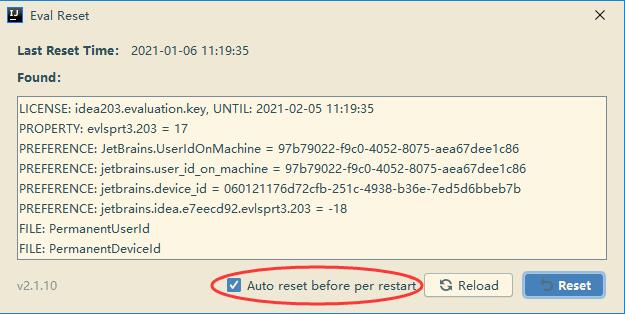 IJ Eval Reset
Last Reset Time: 2021-01-06 11:19:35
Found:
LICENSE: idea203.evaluation.key, UNTIL: 2021-02-05 11:19:35
PROPERTY: evlsprt3.203 = 17
PREFERENCE: JetBrains.UserIdOnMachine = 97b79022-f9c0-4052-8075-aea67dee1c86
PREFERENCE: jetbrains.user_id_on_machine = 97b79022-f9c0-4052-8075-aea67dee1c86
PREFERENCE: jetbrains.device_id = 060121176d72cfb-251c-4938-b36e-7ed5d6bbeb7b
PREFERENCE: jetbrains.idea.e7eecd92.evlsprt3.203 = -18
FILE: PermanentUserId
FILE: PermanentDeviceId
v2.1.10 Auto reset before per restart Reload Reset